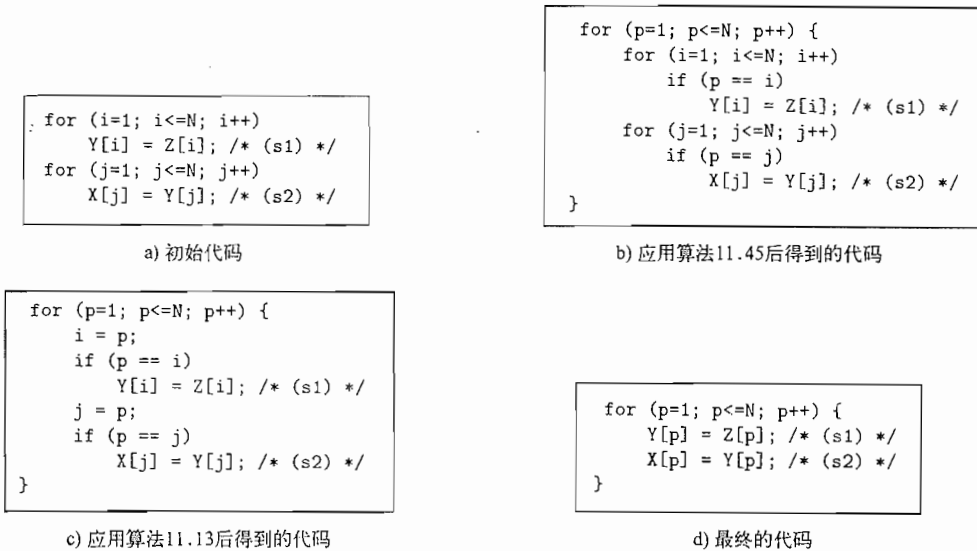 for (i=1; i<=N; i++)
Y[i] = Z[i]; /* (s1) */
for (j=1; j<=N; j++)
X[j] = Y[j]; /* (s2) */
a) 初始代码
for (p=1; p<=N; p++) {
for (i=1; i<=N; i++)
if (p == i)
Y[i] = Z[i]; /* (s1) */
for (j=1; j<=N; j++)
if (p == j)
X[j] = Y[j]; /* (s2) */
}
b) 应用算法11.45后得到的代码
for (p=1; p<=N; p++) {
i = p;
if (p == i)
Y[i] = Z[i]; /* (s1) */
j = p;
if (p == j)
X[j] = Y[j]; /* (s2) */
}
c) 应用算法11.13后得到的代码
for (p=1; p<=N; p++) {
Y[p] = Z[p]; /* (s1) */
X[p] = Y[p]; /* (s2) */
}
d) 最终的代码